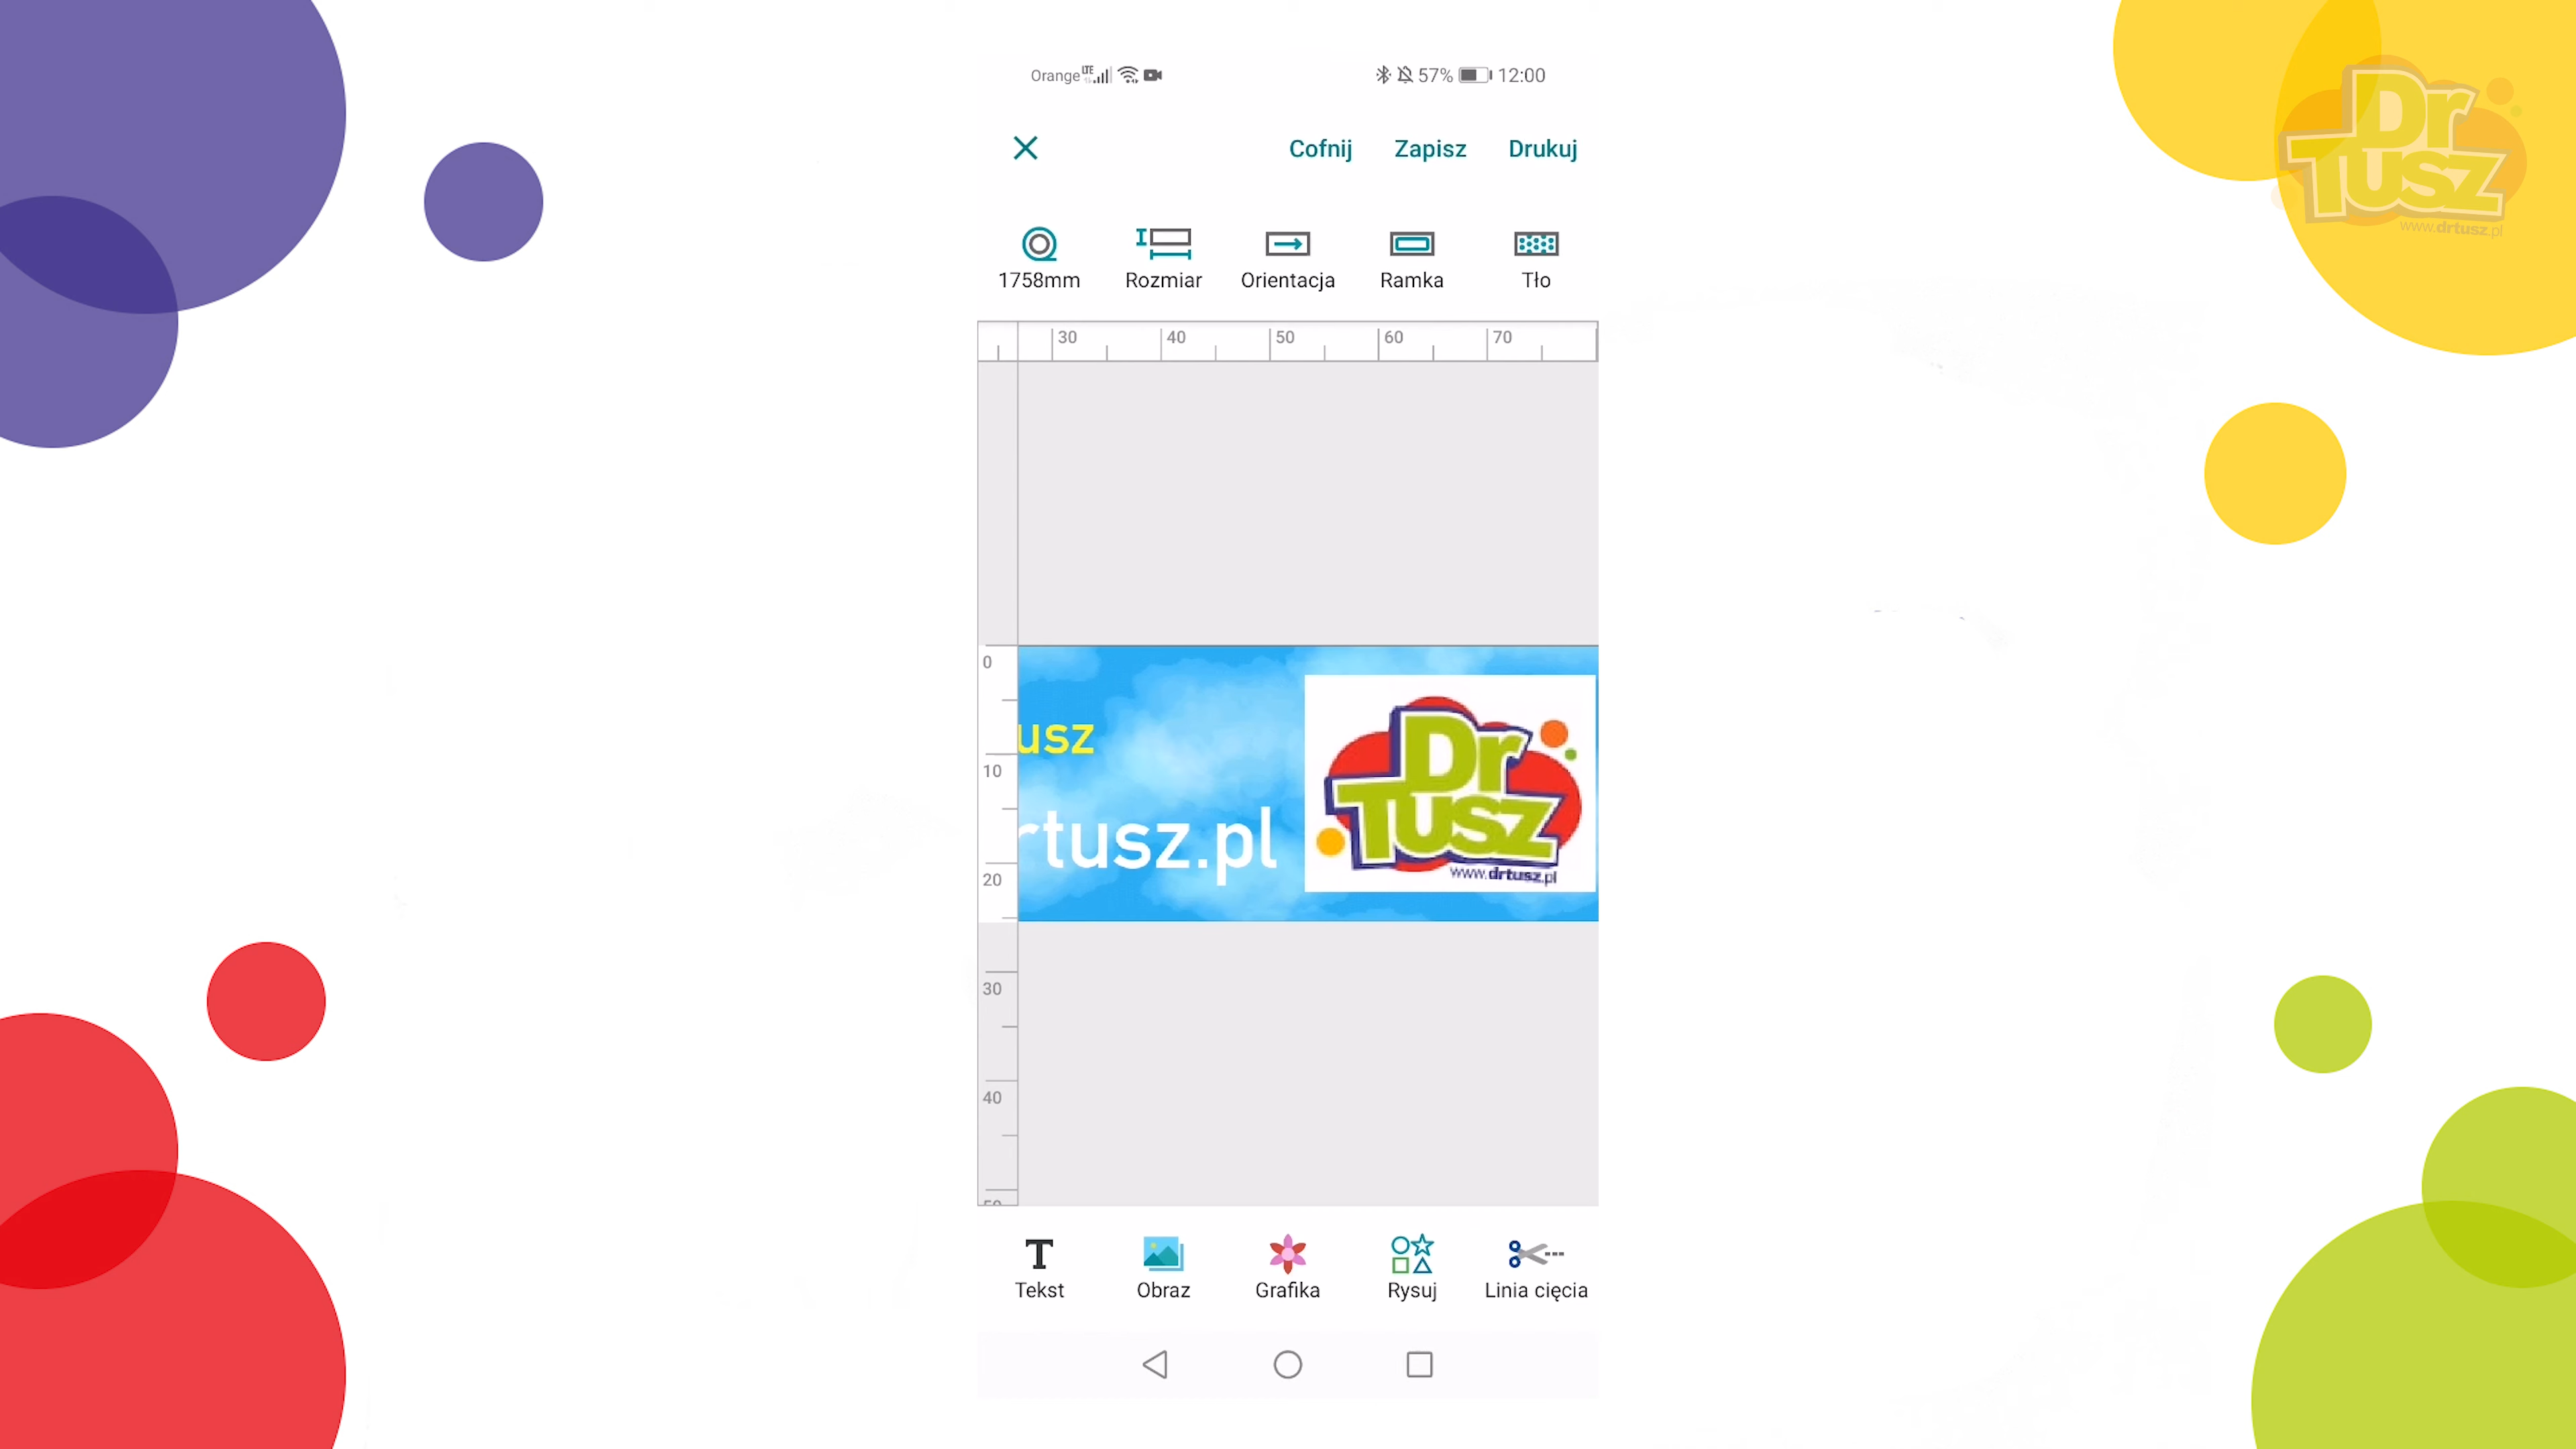 Orange LTE 57% 12:00
Cofnij Zapisz Drukuj
1758mm Rozmiar Orientacja Ramka Tło
30 40 50 60 70
0
10
20
30
40
50
usz
rtusz.pl
Dr
Tusz
www.drtusz.pl
Tekst Obraz Grafika Rysuj Linia cięcia
Dr
Tusz
www.drtusz.pl